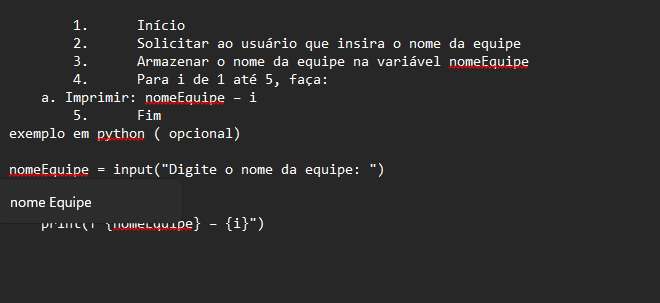 1. Início
2. Solicitar ao usuário que insira o nome da equipe
3. Armazenar o nome da equipe na variável nomeEquipe
4. Para i de 1 até 5, faça:
a. Imprimir: nomeEquipe – i
5. Fim
exemplo em python ( opcional)
nomeEquipe = input("Digite o nome da equipe: ")
nome Equipe
print(f"{nomeEquipe} – {i}")